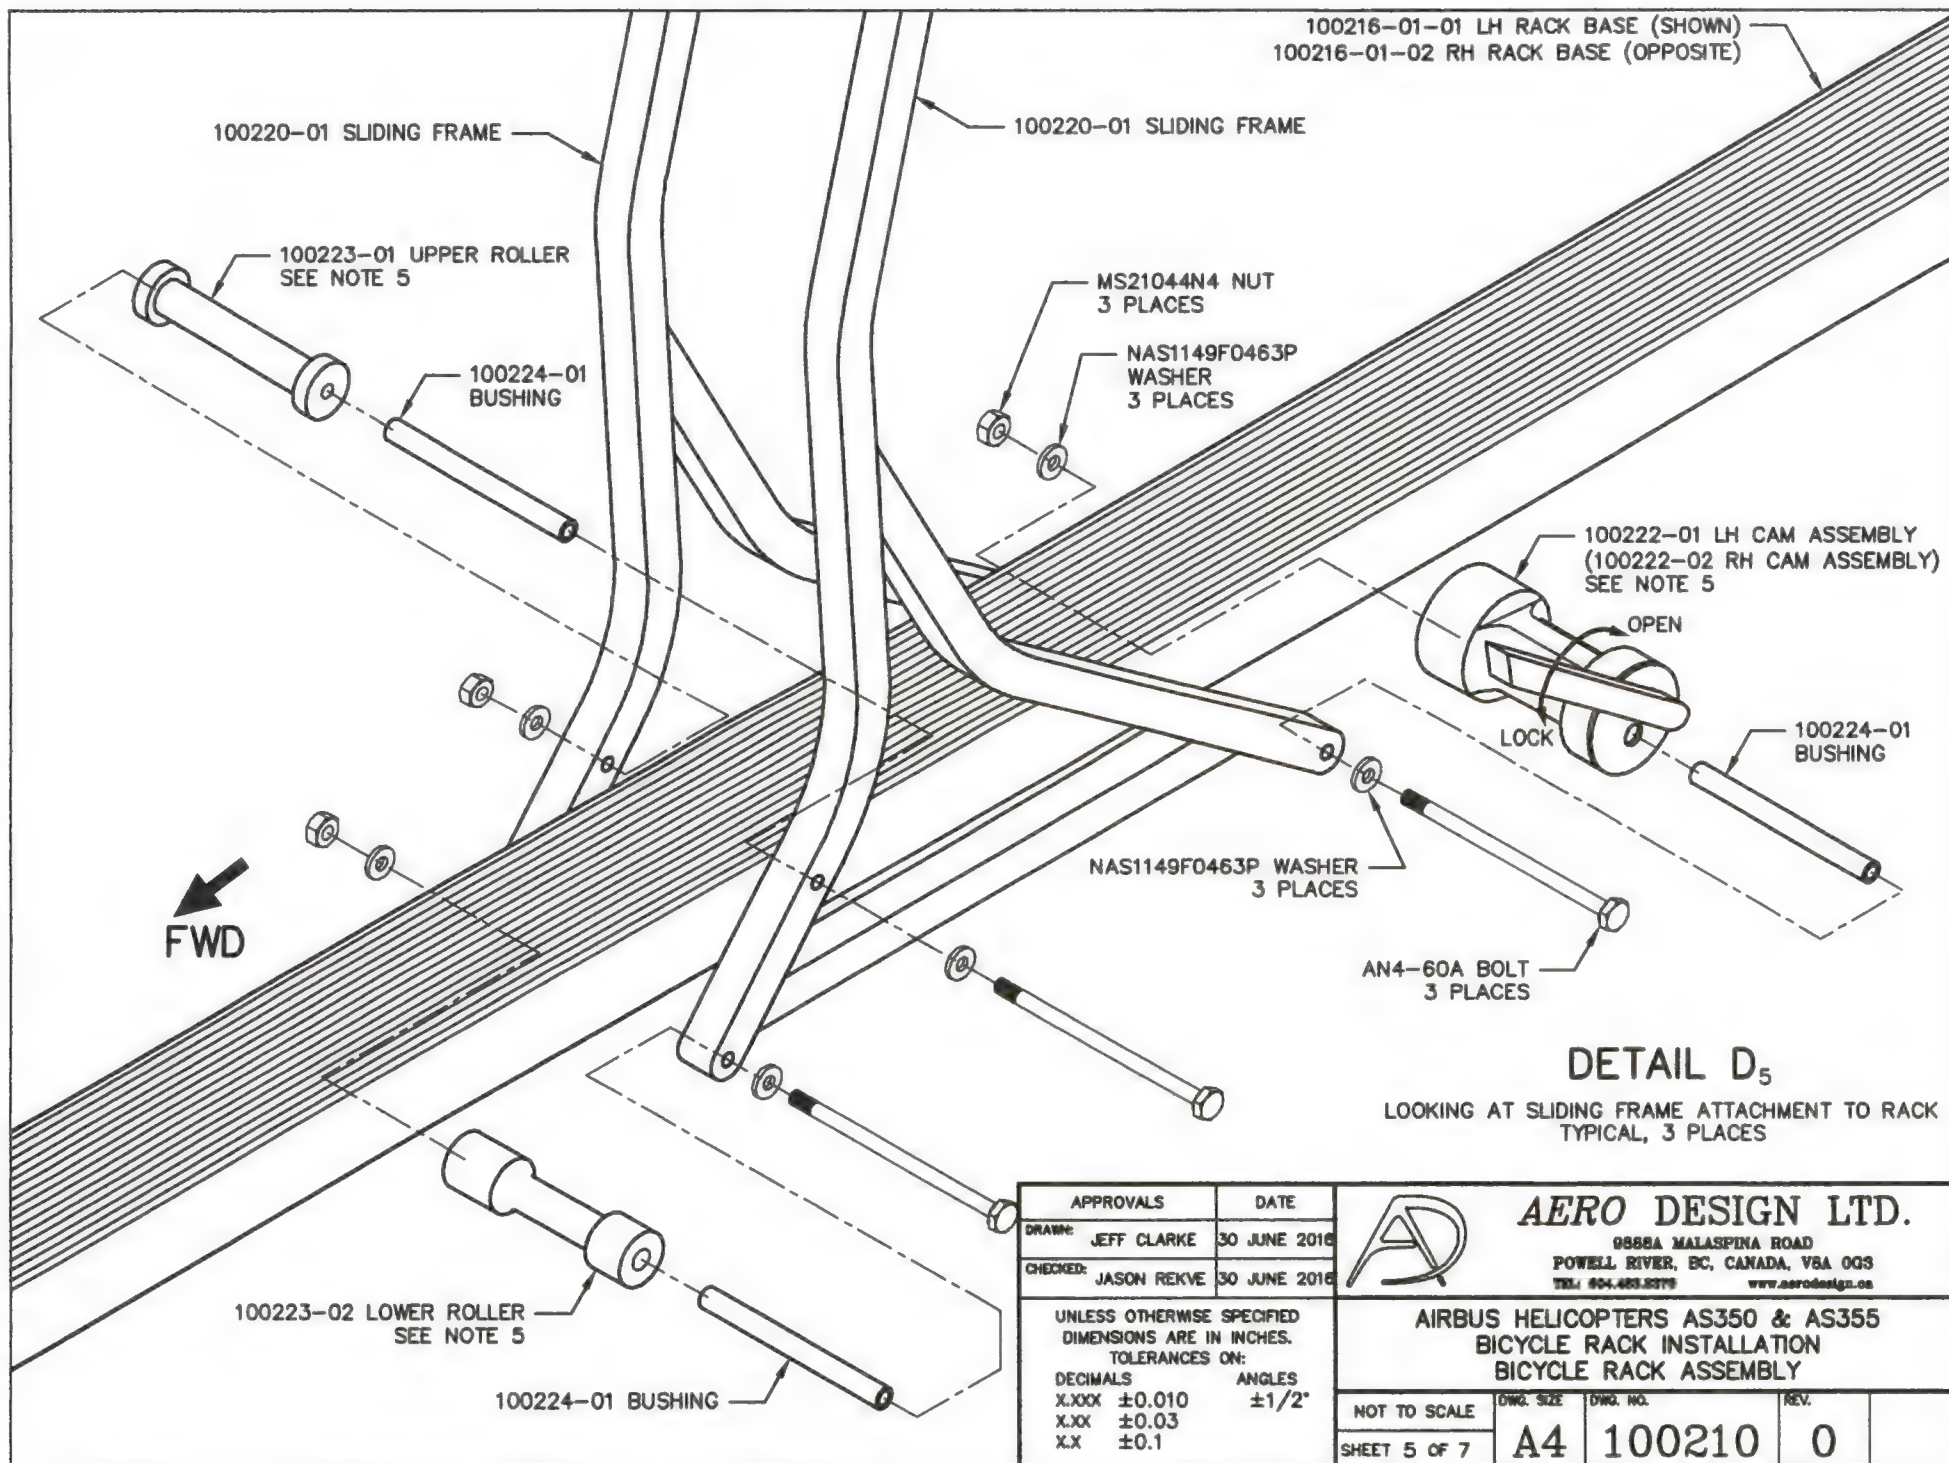 100216-01-01 LH RACK BASE (SHOWN)
100216-01-02 RH RACK BASE (OPPOSITE)
100220-01 SLIDING FRAME
100220-01 SLIDING FRAME
100223-01 UPPER ROLLER
SEE NOTE 5
MS21044N4 NUT
3 PLACES
NAS1149F0463P
WASHER
3 PLACES
100224-01
BUSHING
100222-01 LH CAM ASSEMBLY
(100222-02 RH CAM ASSEMBLY)
SEE NOTE 5
OPEN
LOCK
100224-01
BUSHING
NAS1149F0463P WASHER
3 PLACES
FWD
AN4-60A BOLT
3 PLACES
DETAIL D5
LOOKING AT SLIDING FRAME ATTACHMENT TO RACK
TYPICAL, 3 PLACES
100223-02 LOWER ROLLER
SEE NOTE 5
100224-01 BUSHING
APPROVALS DATE
DRAWN: JEFF CLARKE 30 JUNE 2016
CHECKED: JASON REKVE 30 JUNE 2016
UNLESS OTHERWISE SPECIFIED
DIMENSIONS ARE IN INCHES.
TOLERANCES ON:
DECIMALS ANGLES
X.XXX ±0.010 ±1/2°
X.XX ±0.03
X.X ±0.1
AD
AERO DESIGN LTD.
9888A MALASPINA ROAD
POWELL RIVER, BC, CANADA, V8A 0G3
TEL: www.aerodesign.ca
AIRBUS HELICOPTERS AS350 & AS355
BICYCLE RACK INSTALLATION
BICYCLE RACK ASSEMBLY
NOT TO SCALE
SHEET 5 OF 7
DWG. SIZE
A4
DWG. NO.
100210
REV.
0